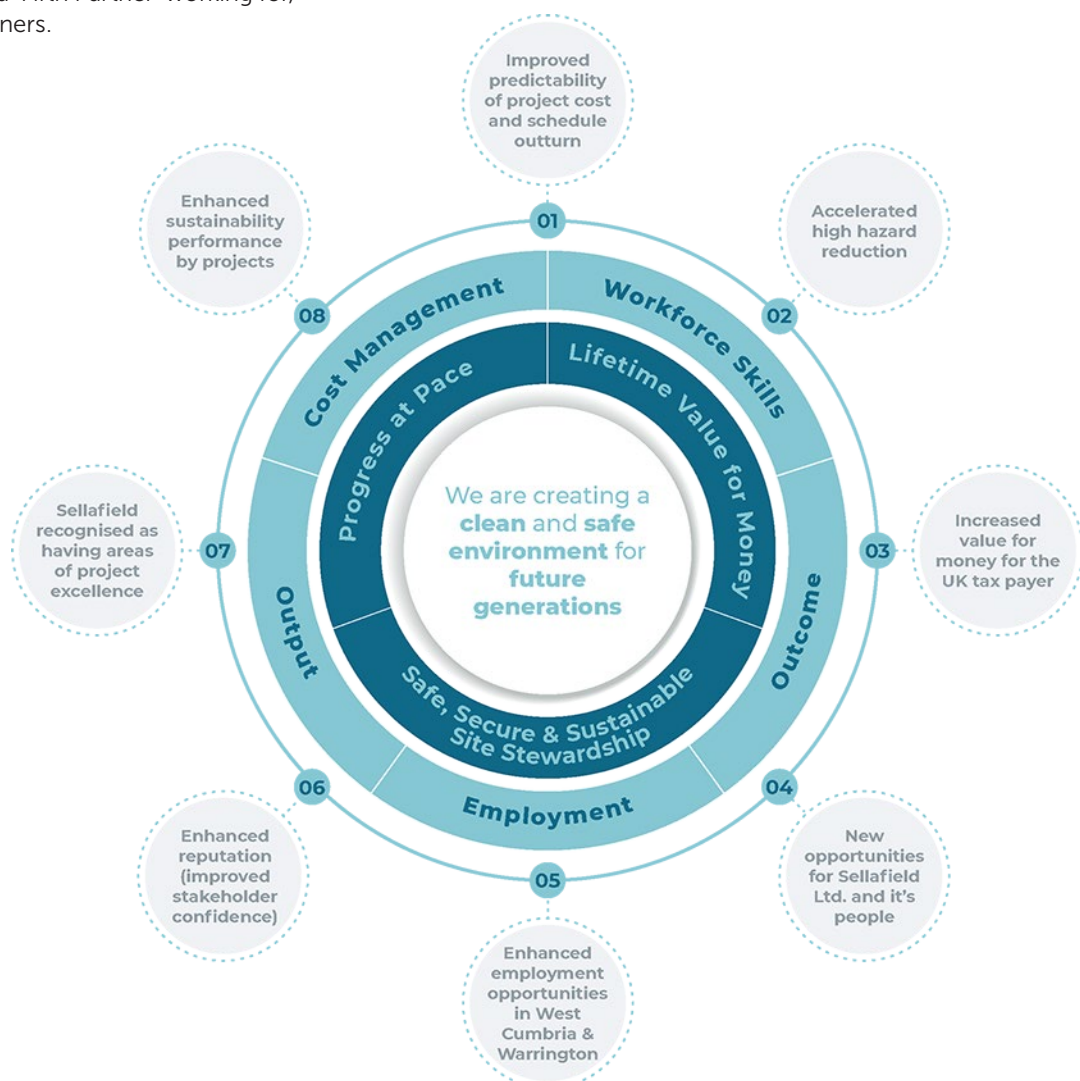 Fifth Partner working for,
ners.
Improved
predictability
of project cost
and schedule
outturn
01
Accelerated
high hazard
reduction
02
Increased
value for
money for the
UK tax payer
03
New
opportunities
for Sellafield
Ltd. and it's
people
04
Enhanced
employment
opportunities
in West
Cumbria &
Warrington
05
Enhanced
reputation
(improved
stakeholder
confidence)
06
Sellafield
recognised as
having areas
of project
excellence
07
Enhanced
sustainability
performance
by projects
08
Cost Management
Workforce Skills
Outcome
Employment
Output
Progress at Pace
Lifetime Value for Money
Safe, Secure & Sustainable
Site Stewardship
We are creating a
clean and safe
environment for
future
generations